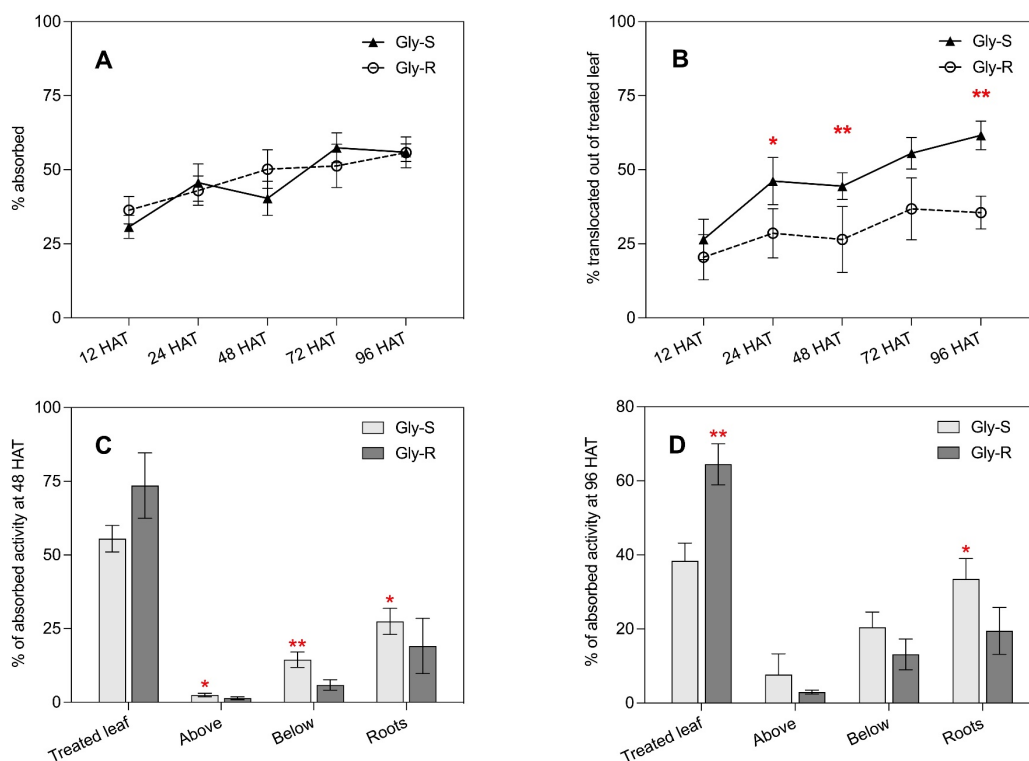 A
Gly-S
Gly-R
% absorbed
100
75
50
25
0
12 HAT
24 HAT
48 HAT
72 HAT
96 HAT
B
Gly-S
Gly-R
% translocated out of treated leaf
100
75
50
25
0
*
**
**
12 HAT
24 HAT
48 HAT
72 HAT
96 HAT
C
Gly-S
Gly-R
% of absorbed activity at 48 HAT
100
75
50
25
0
*
**
*
Treated leaf
Above
Below
Roots
D
Gly-S
Gly-R
% of absorbed activity at 96 HAT
80
60
40
20
0
**
*
Treated leaf
Above
Below
Roots